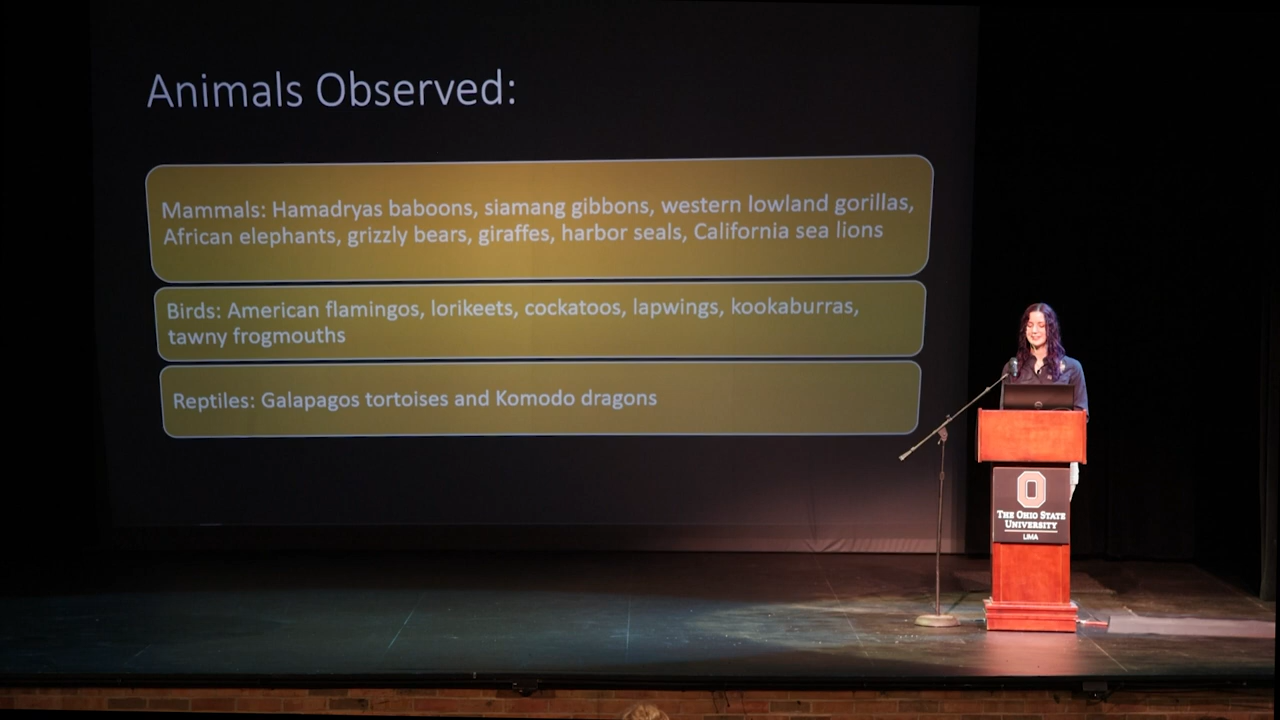 Animals Observed:
Mammals: Hamadryas baboons, siamang gibbons, western lowland gorillas,
African elephants, grizzly bears, giraffes, harbor seals, California sea lions
Birds: American flamingos, lorikeets, cockatoos, lapwings, kookaburras,
tawny frogmouths
Reptiles: Galapagos tortoises and Komodo dragons
O
THE OHIO STATE
UNIVERSITY
LIMA